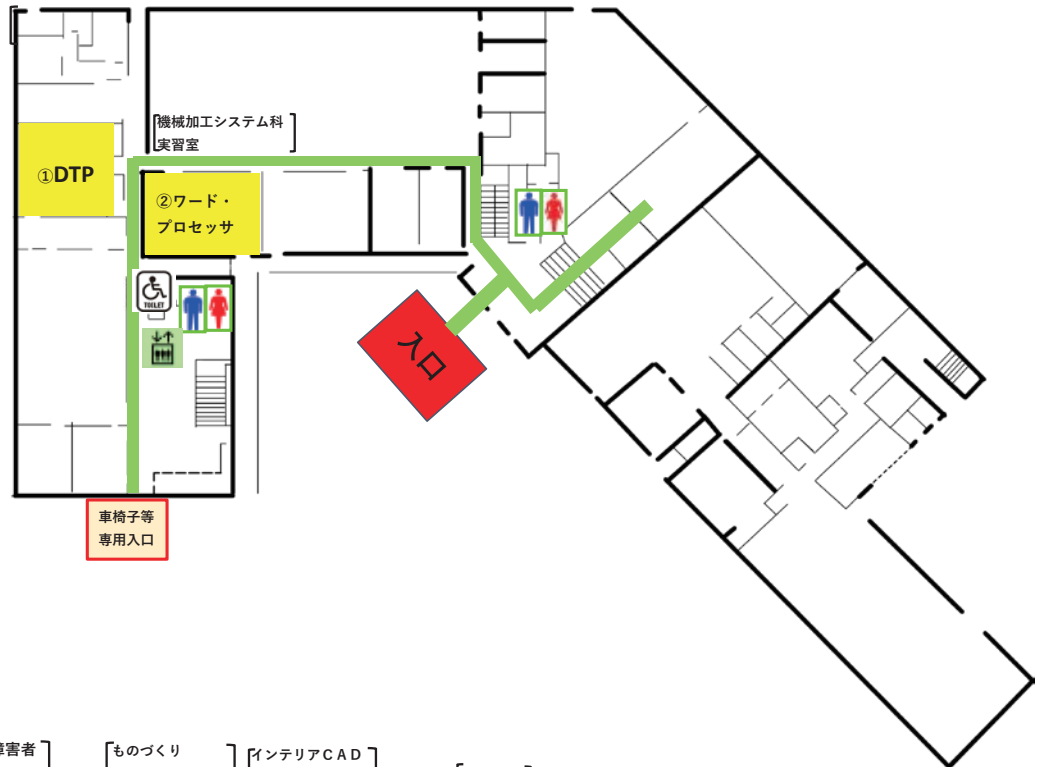 機械加工システム科
実習室
①DTP
②ワード・
プロセッサ
TOILET
入口
車椅子等
専用入口
害者
ものづくり
インテリアCAD